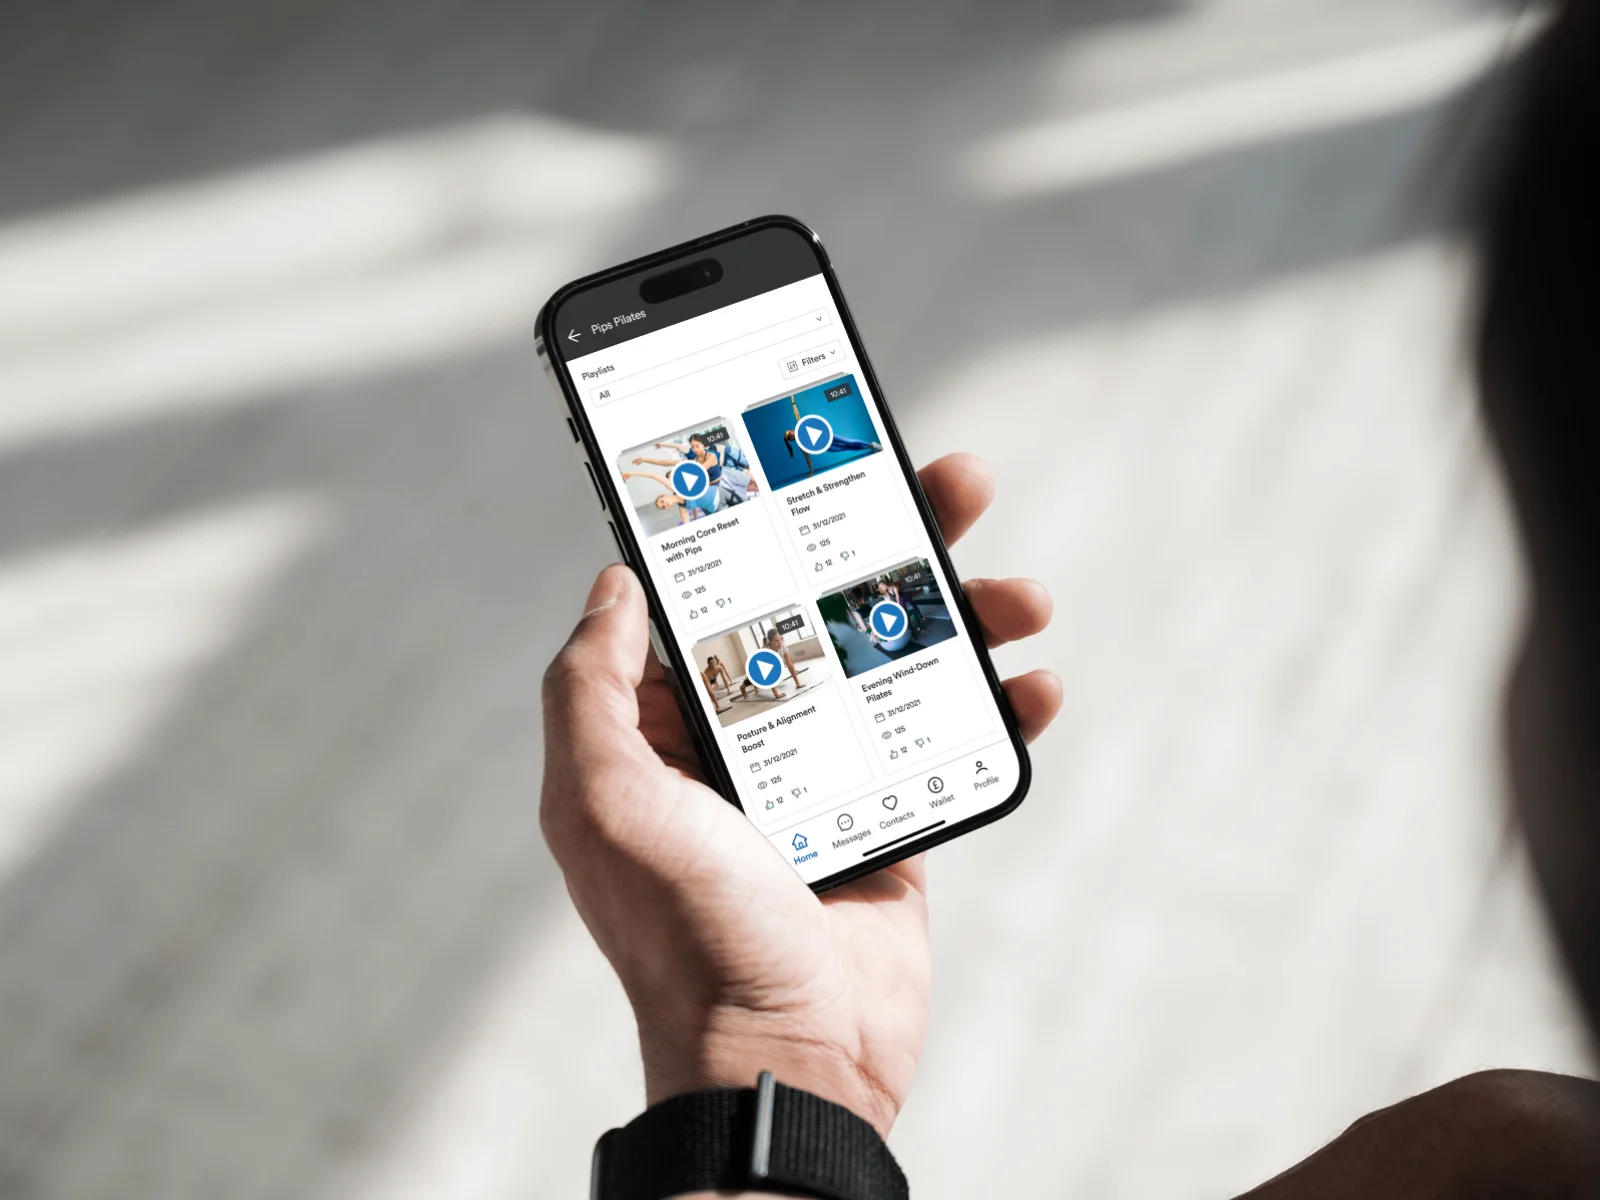 Pips Pilates
Playlists
All
Filters
10:41
Morning Core Reset
with Pips
31/12/2021
125
12 1
10:41
Stretch & Strengthen
Flow
31/12/2021
125
12 1
10:41
Posture & Alignment
Boost
31/12/2021
125
12 1
10:41
Evening Wind-Down
Pilates
31/12/2021
125
12 1
Home
Messages
Contacts
£
Wallet
Profile